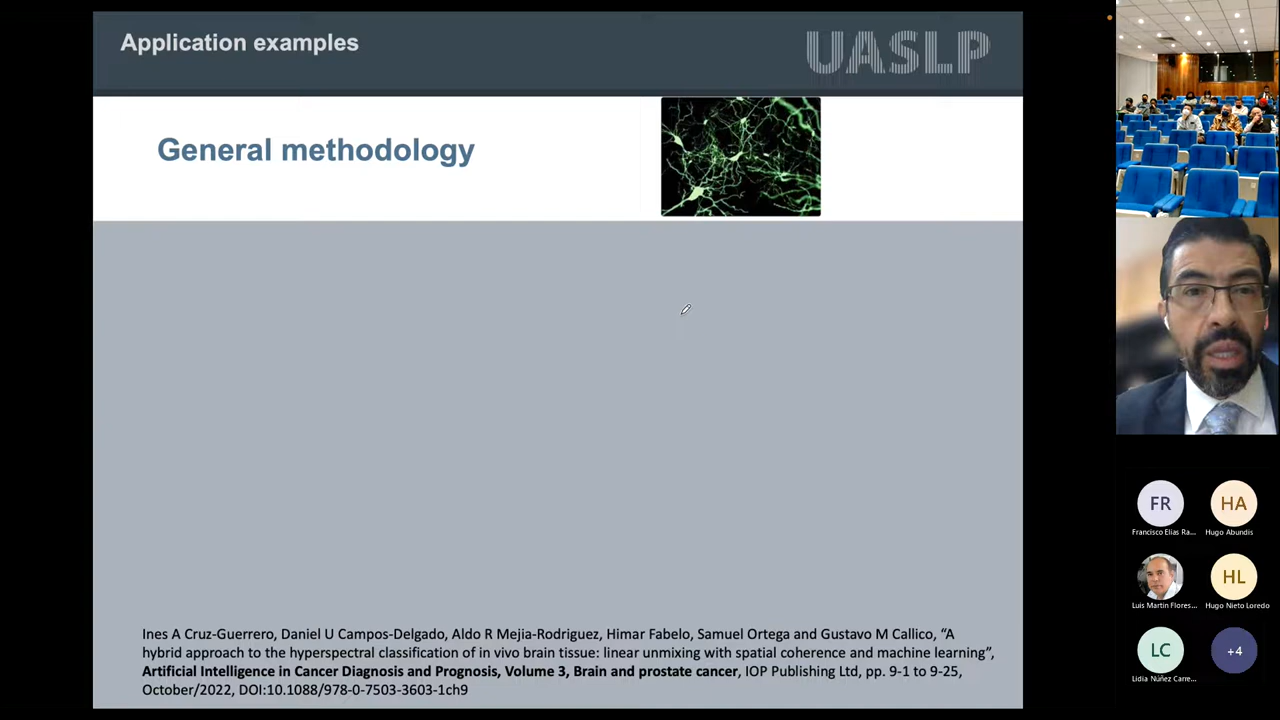 Application examples
UASLP
General methodology
Ines A Cruz-Guerrero, Daniel U Campos-Delgado, Aldo R Mejia-Rodriguez, Himar Fabelo, Samuel Ortega and Gustavo M Callico, “A
hybrid approach to the hyperspectral classification of in vivo brain tissue: linear unmixing with spatial coherence and machine learning”,
Artificial Intelligence in Cancer Diagnosis and Prognosis, Volume 3, Brain and prostate cancer, IOP Publishing Ltd, pp. 9-1 to 9-25,
October/2022, DOI:10.1088/978-0-7503-3603-1ch9
FR
HA
Francisco Elias Ra...
Hugo Abundis
HL
Luis Martin Flores...
Hugo Nieto Loredo
LC
+4
Lidia Núñez Carre...